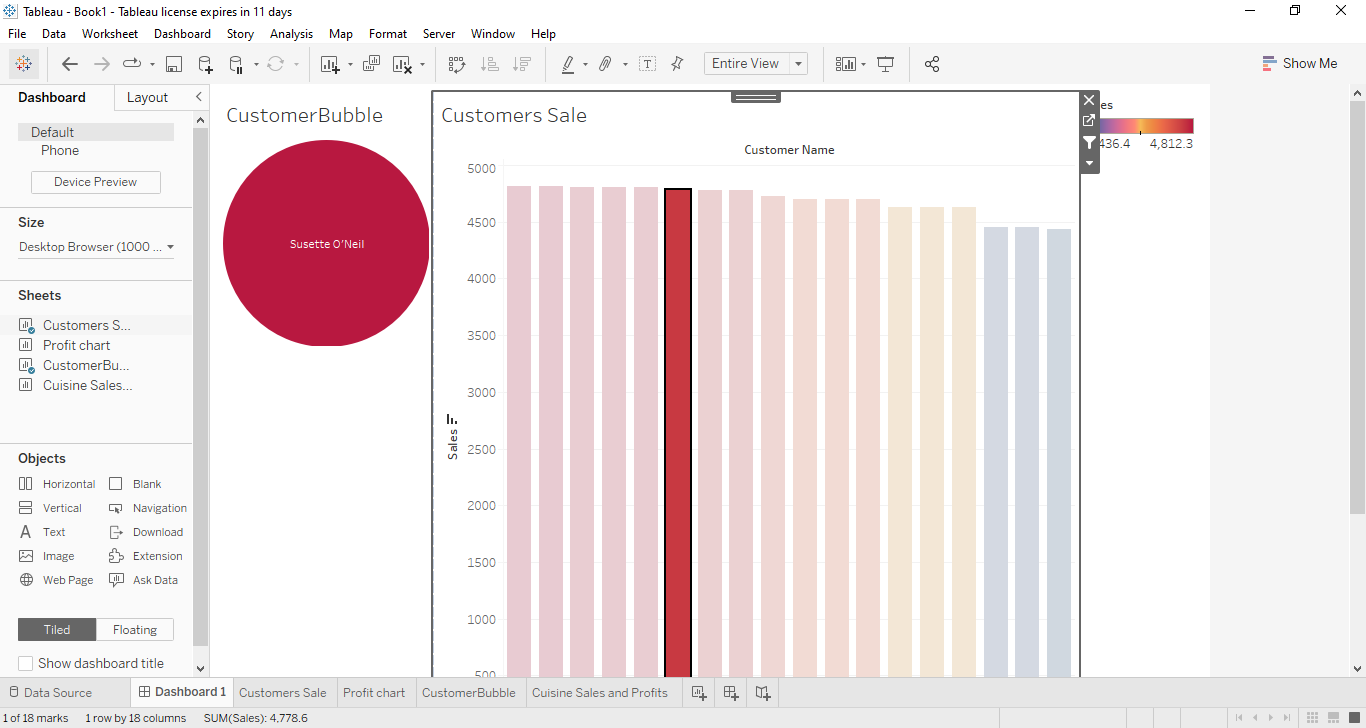 Tableau - Book1 - Tableau license expires in 11 days
File Data Worksheet Dashboard Story Analysis Map Format Server Window Help
Entire View
Show Me
Dashboard Layout
Default
Phone
Device Preview
Size
Desktop Browser (1000 ...
Sheets
Customers S...
Profit chart
CustomerBu...
Cuisine Sales...
Objects
Horizontal Blank
Vertical Navigation
Text Download
Image Extension
Web Page Ask Data
Tiled Floating
Show dashboard title
CustomerBubble
Susette O'Neil
Customers Sale
Customer Name
Sales
5000
4500
4000
3500
3000
2500
2000
1500
1000
500
es
436.4 4,812.3
Data Source Dashboard 1 Customers Sale Profit chart CustomerBubble Cuisine Sales and Profits
1 of 18 marks 1 row by 18 columns SUM(Sales): 4,778.6